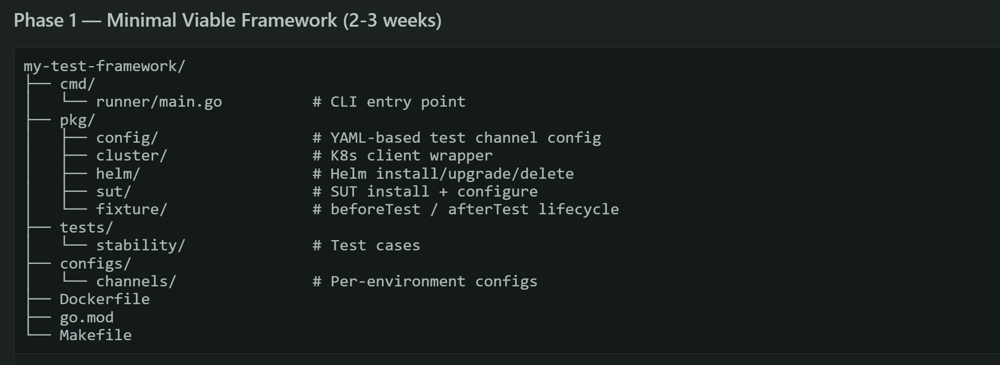 Phase 1 — Minimal Viable Framework (2-3 weeks)
my-test-framework/
├── cmd/
│   └── runner/main.go          # CLI entry point
├── pkg/
│   ├── config/                 # YAML-based test channel config
│   ├── cluster/                # K8s client wrapper
│   ├── helm/                   # Helm install/upgrade/delete
│   ├── sut/                    # SUT install + configure
│   └── fixture/                # beforeTest / afterTest lifecycle
├── tests/
│   └── stability/              # Test cases
├── configs/
│   └── channels/               # Per-environment configs
├── Dockerfile
├── go.mod
└── Makefile